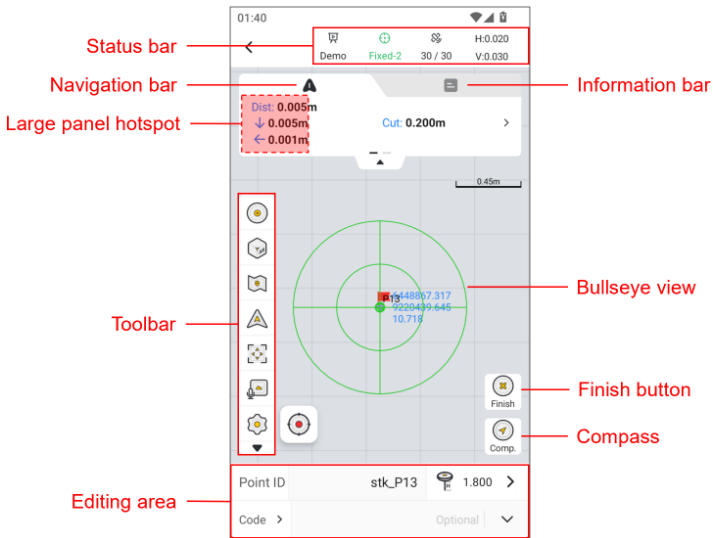 01:40
Status bar
Demo
Fixed-2
30 / 30
H:0.020
V:0.030
Navigation bar
Information bar
Large panel hotspot
Dist: 0.005m
0.005m
0.001m
Cut: 0.200m
0.45m
P13
6448867.317
9220439.645
10.718
Bullseye view
Toolbar
Finish
Finish button
Comp.
Compass
Point ID
stk_P13
1.800
Editing area
Code
Optional